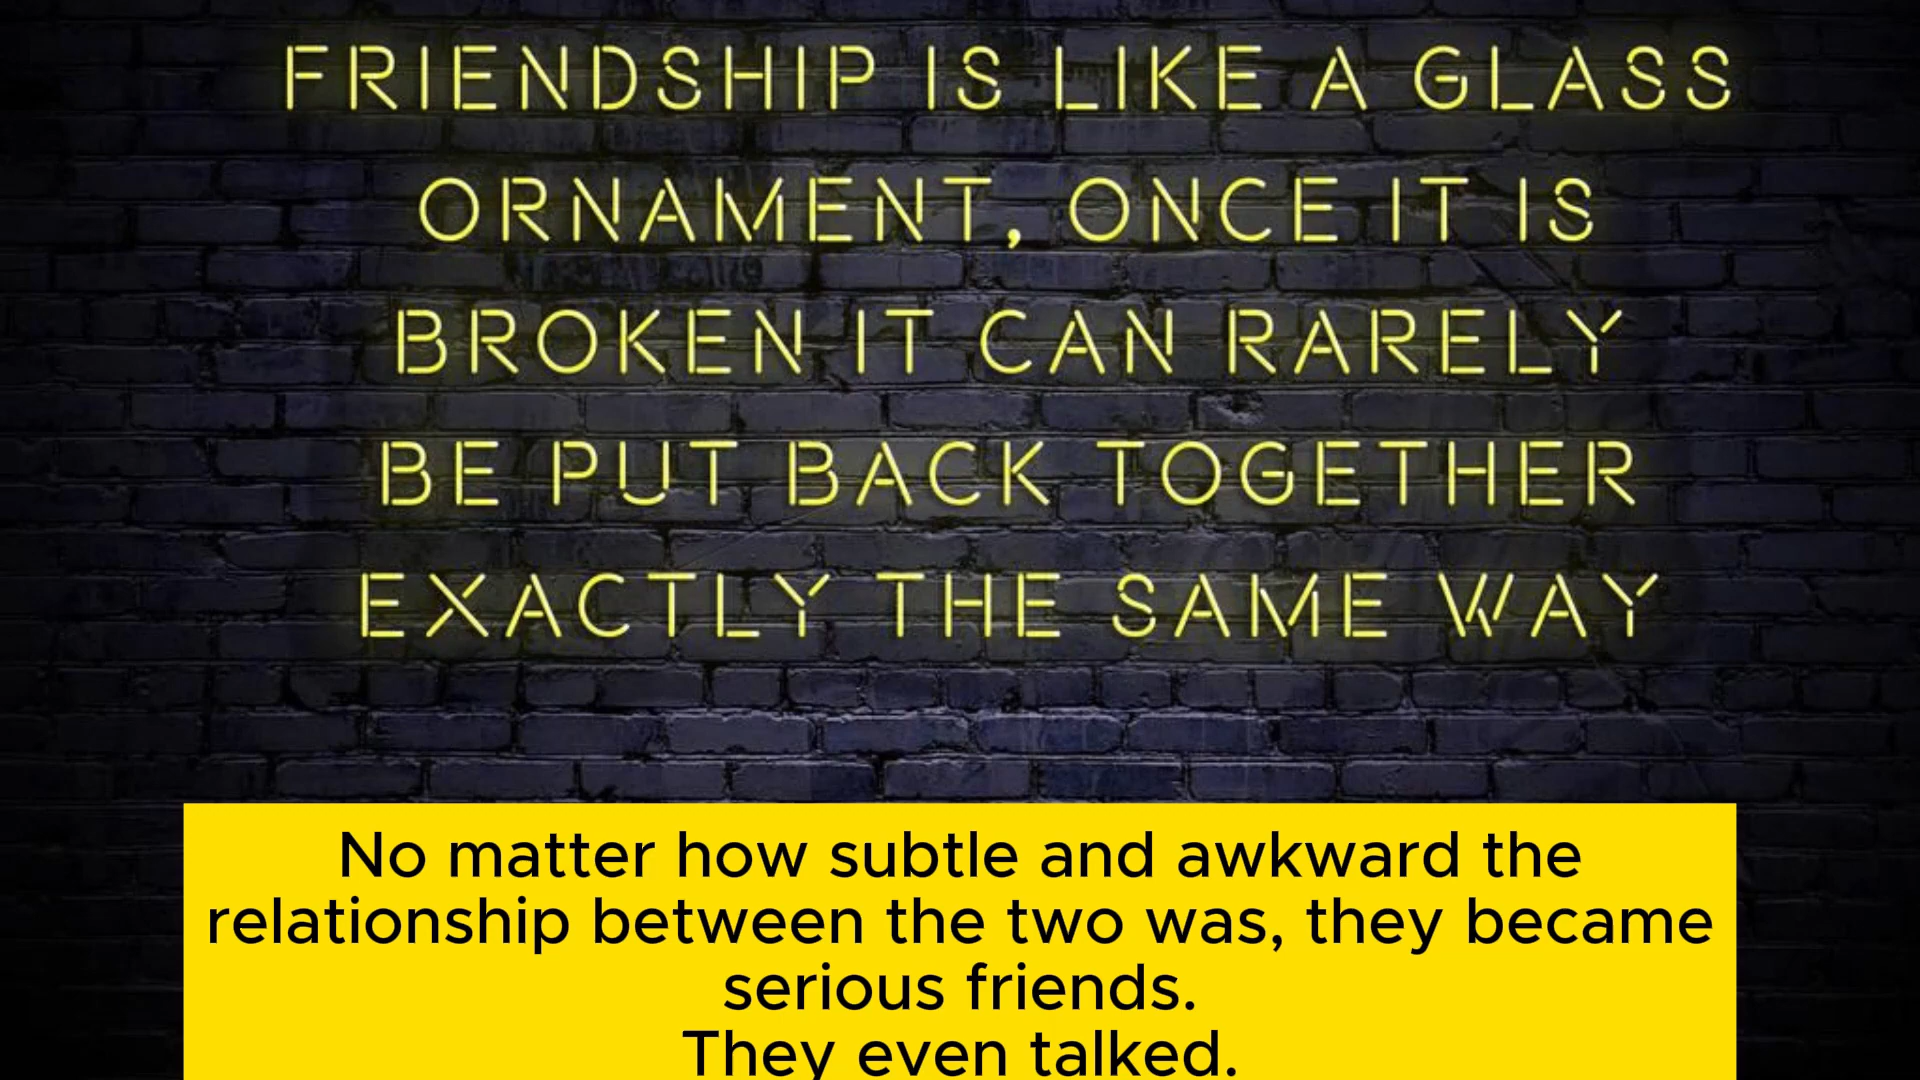 FRIENDSHIP IS LIKE A GLASS
ORNAMENT, ONCE IT IS
BROKEN IT CAN RARELY
BE PUT BACK TOGETHER
EXACTLY THE SAME WAY
No matter how subtle and awkward the
relationship between the two was, they became
serious friends.
They even talked.